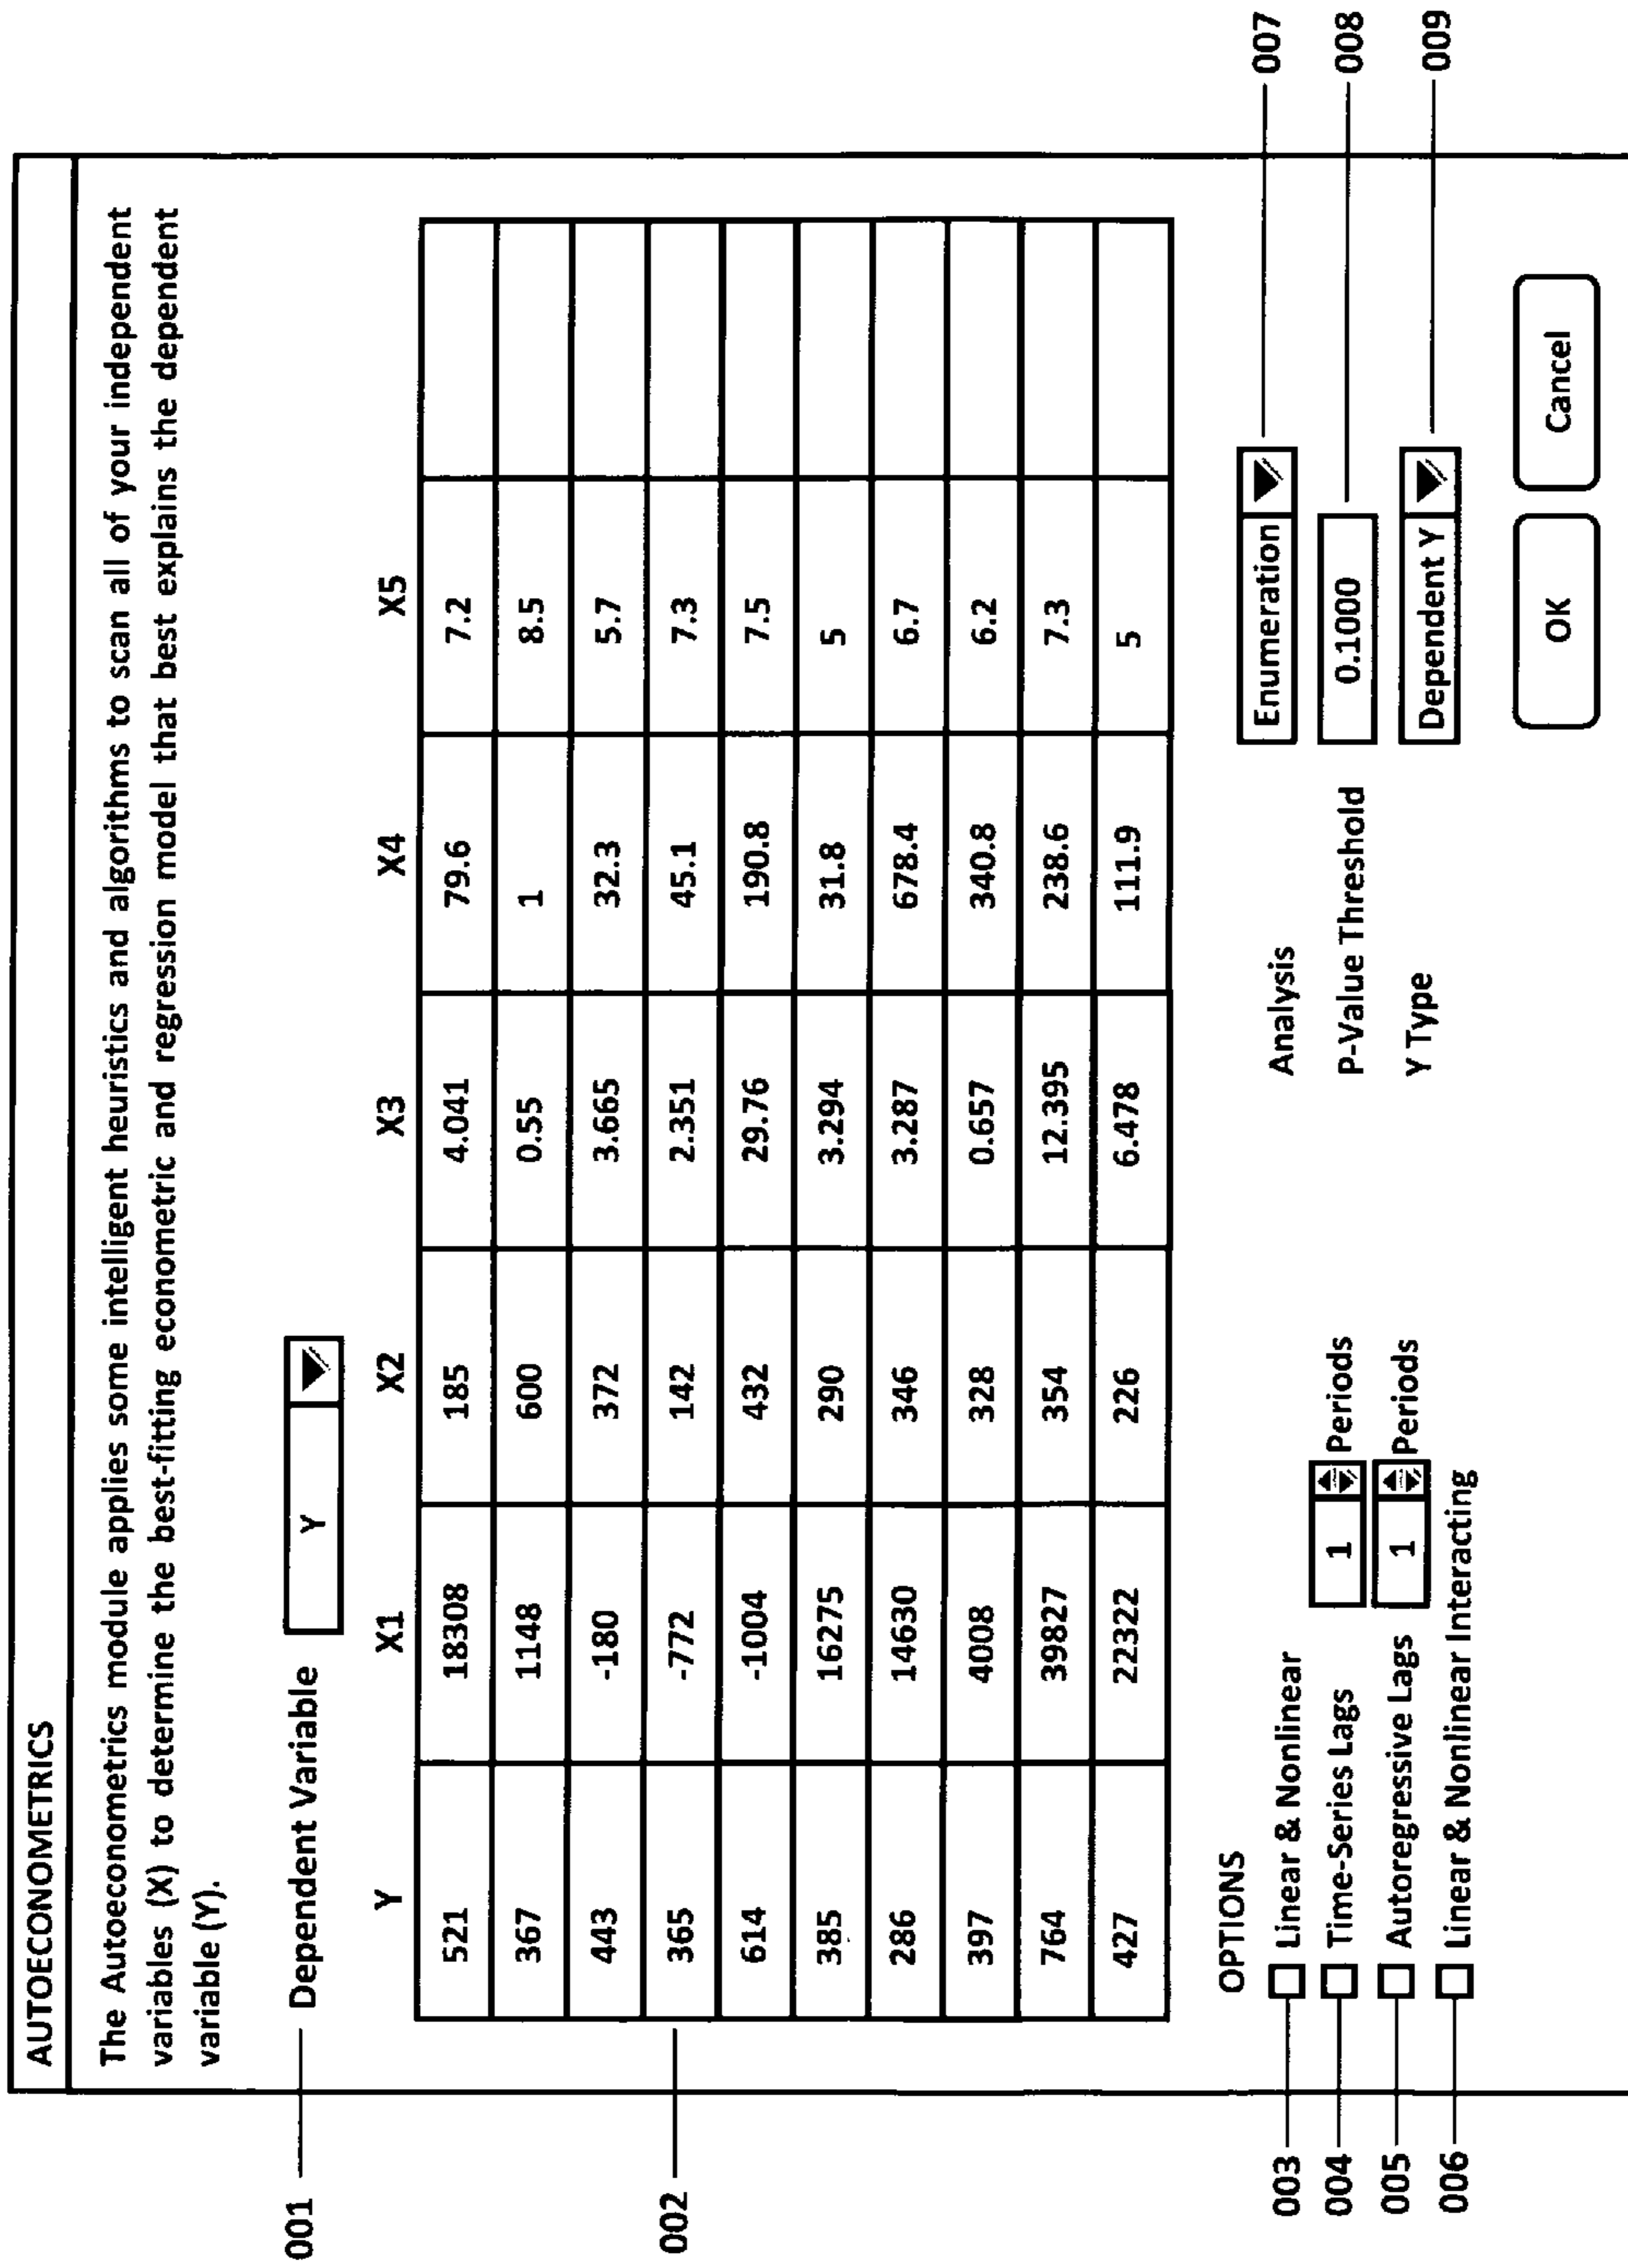 AUTOECONOMETRICS
The Autoeconometrics module applies some intelligent heuristics and algorithms to scan all of your independent
variables (X) to determine the best-fitting econometric and regression model that best explains the dependent
variable (Y).
001 Dependent Variable Y
Y X1 X2 X3 X4 X5
521 18308 185 4.041 79.6 7.2
367 1148 600 0.55 1 8.5
443 -180 372 3.665 32.3 5.7
365 -772 142 2.351 45.1 7.3
002
614 -1004 432 29.76 190.8 7.5
385 16275 290 3.294 31.8 5
286 14630 346 3.287 678.4 6.7
397 4008 328 0.657 340.8 6.2
764 39827 354 12.395 238.6 7.3
427 22322 226 6.478 111.9 5
OPTIONS
003 Linear & Nonlinear Analysis Enumeration 007
004 Time-Series Lags 1 Periods P-Value Threshold 0.1000 008
005 Autoregressive Lags 1 Periods Y Type Dependent Y 009
006 Linear & Nonlinear Interacting
OK Cancel